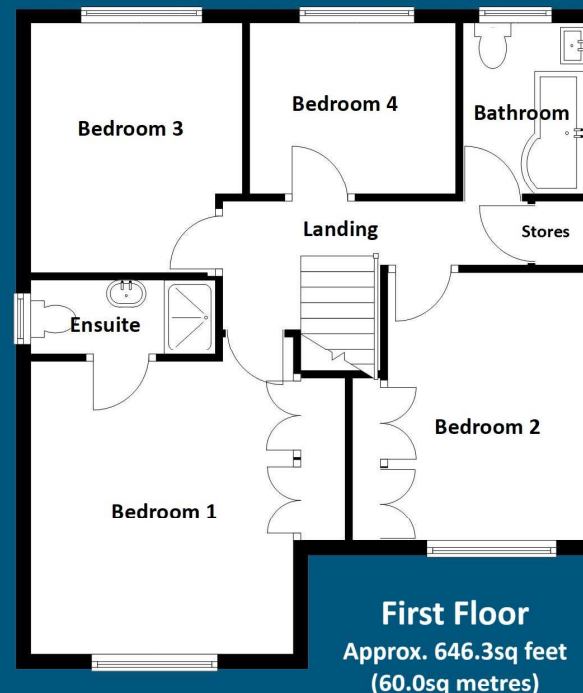 Bedroom 3
Bedroom 4
Bathroom
Landing
Stores
Ensuite
Bedroom 2
Bedroom 1
First Floor
Approx. 646.3sq feet
(60.0sq metres)